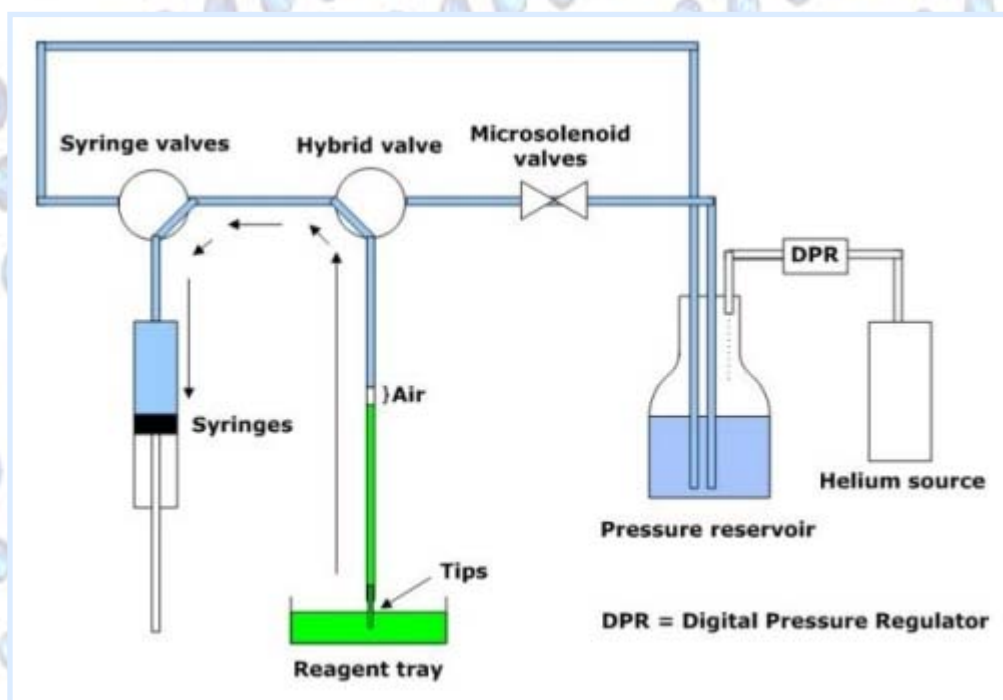 Syringe valves
Hybrid valve
Microsolenoid
valves
DPR
}Air
Syringes
Helium source
Pressure reservoir
Tips
DPR = Digital Pressure Regulator
Reagent tray